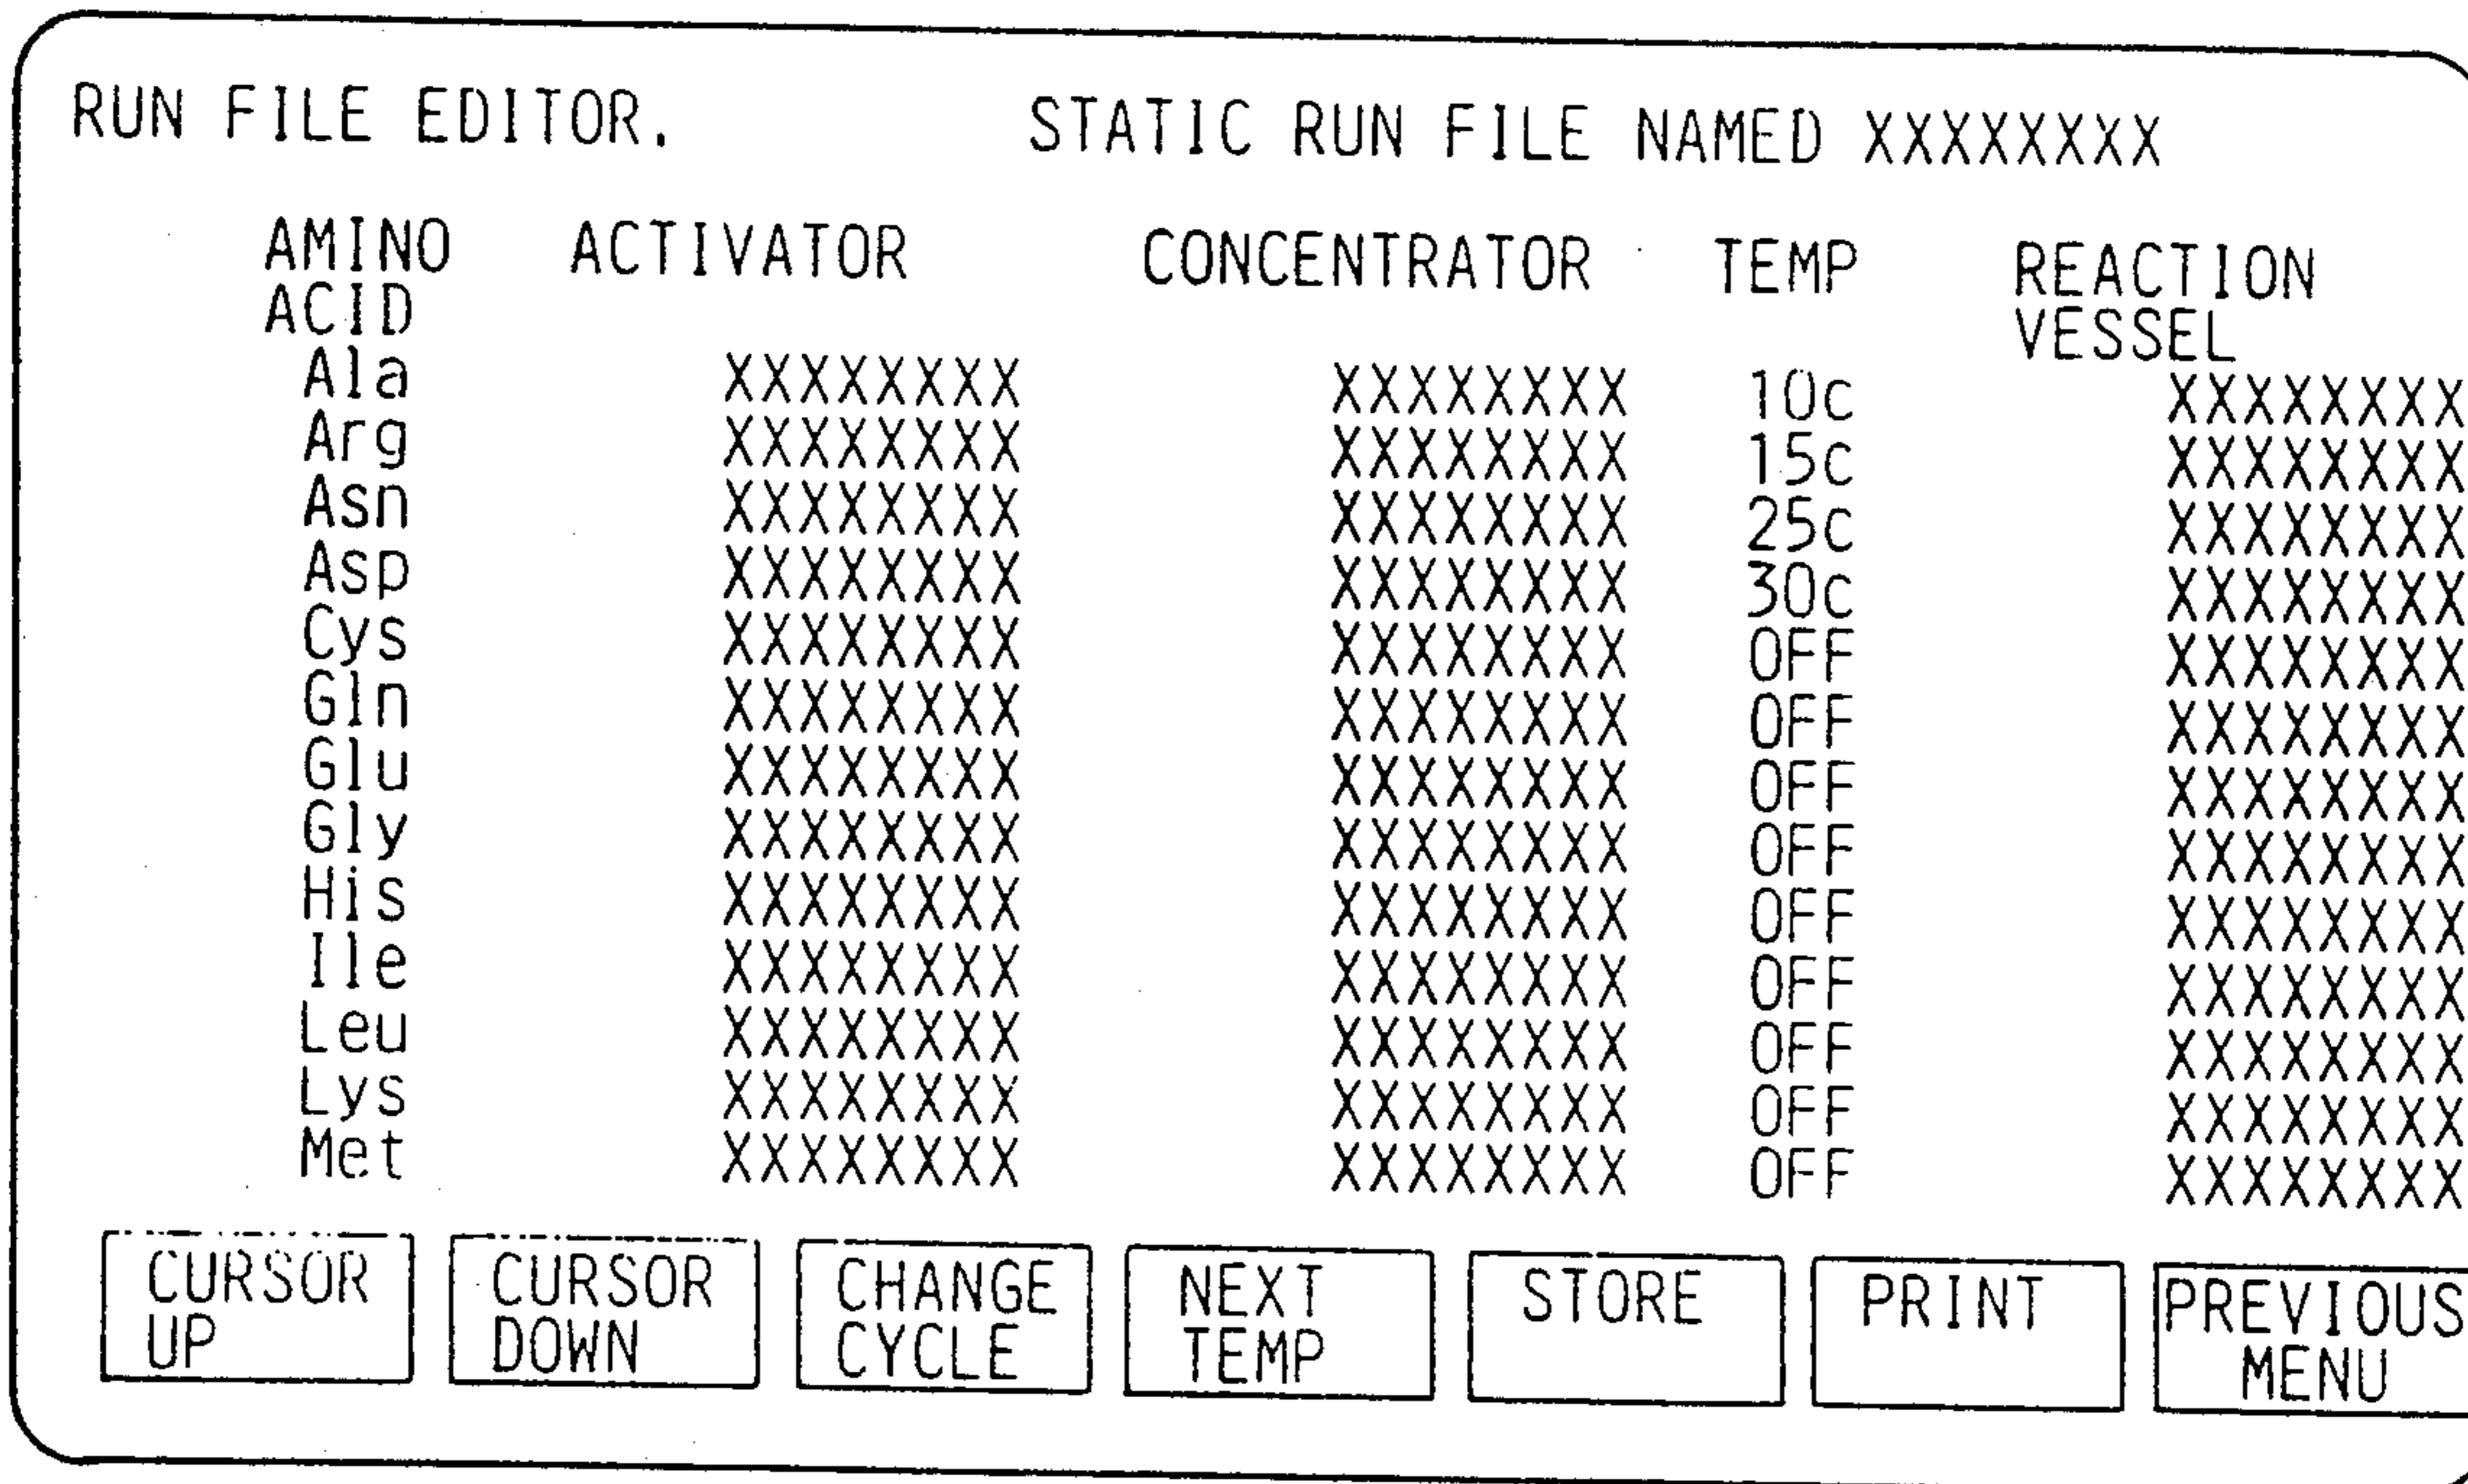 RUN FILE EDITOR. STATIC RUN FILE NAMED XXXXXXXX
AMINO ACTIVATOR CONCENTRATOR TEMP REACTION
ACID VESSEL
Ala XXXXXXXX XXXXXXXX 10c XXXXXXXX
Arg XXXXXXXX XXXXXXXX 15c XXXXXXXX
Asn XXXXXXXX XXXXXXXX 25c XXXXXXXX
Asp XXXXXXXX XXXXXXXX 30c XXXXXXXX
Cys XXXXXXXX XXXXXXXX OFF XXXXXXXX
Gln XXXXXXXX XXXXXXXX OFF XXXXXXXX
Glu XXXXXXXX XXXXXXXX OFF XXXXXXXX
Gly XXXXXXXX XXXXXXXX OFF XXXXXXXX
His XXXXXXXX XXXXXXXX OFF XXXXXXXX
Ile XXXXXXXX XXXXXXXX OFF XXXXXXXX
Leu XXXXXXXX XXXXXXXX OFF XXXXXXXX
Lys XXXXXXXX XXXXXXXX OFF XXXXXXXX
Met XXXXXXXX XXXXXXXX OFF XXXXXXXX
CURSOR UP
CURSOR DOWN
CHANGE CYCLE
NEXT TEMP
STORE
PRINT
PREVIOUS MENU